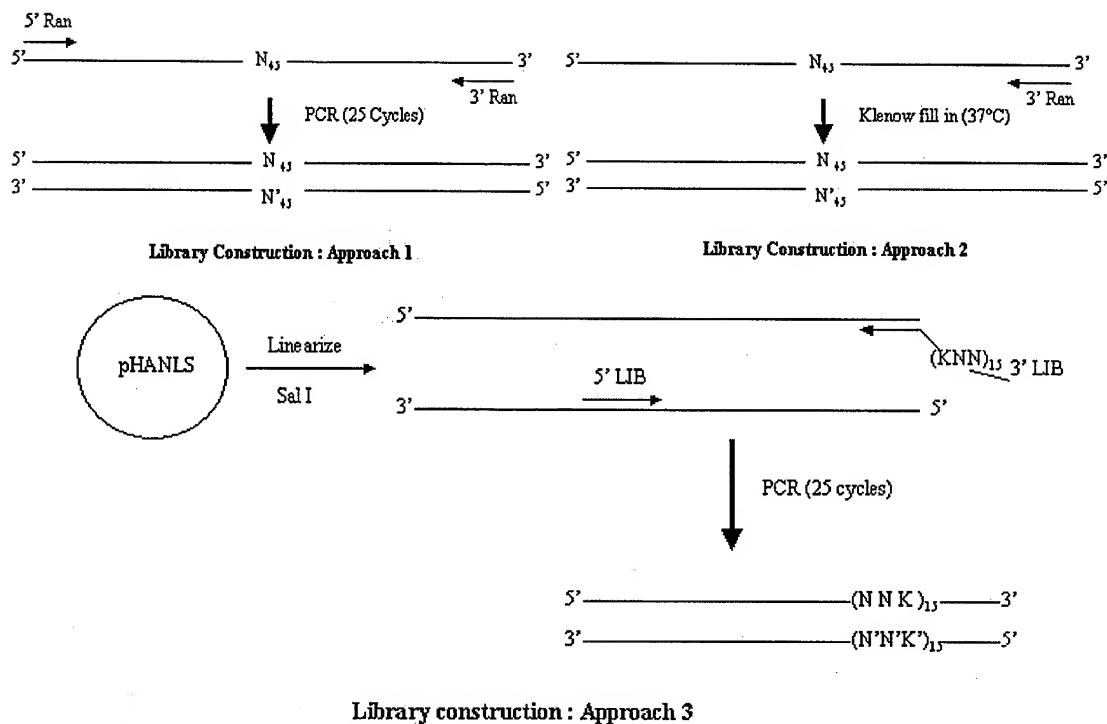 5' Ran
5'
N45
3'
3' Ran
PCR (25 Cycles)
5'
N45
3'
3'
N'45
5'
Library Construction : Approach 1
5'
N45
3'
3' Ran
Klenow fill in (37°C)
5'
N45
3'
3'
N'45
5'
Library Construction : Approach 2
pHANLS
Linearize
Sal I
5'
(KNN)15
3' LIB
5' LIB
3'
5'
PCR (25 cycles)
5'
(N N K)15
3'
3'
(N'N'K')15
5'
Library construction : Approach 3